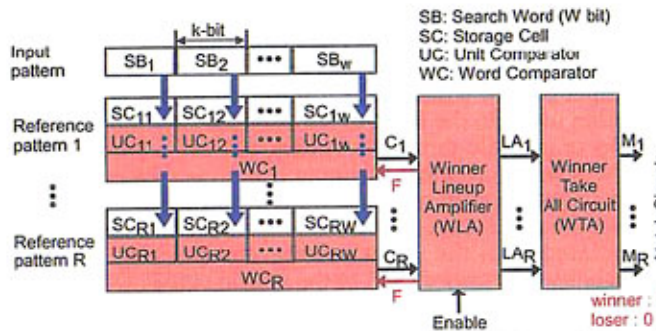 SB: Search Word (W bit)
SC: Storage Cell
UC: Unit Comparator
WC: Word Comparator
k-bit
Input pattern
SB1 SB2 ••• SBW
Reference pattern 1
SC11 SC12 ••• SC1W
UC11 UC12 ••• UC1W
WC1
C1
F
Winner Lineup Amplifier (WLA)
LA1
Winner Take All Circuit (WTA)
M1
Reference pattern R
SCR1 SCR2 ••• SCRW
UCR1 UCR2 ••• UCRW
WCR
CR
F
LAR
MR
Enable
winner :
loser : 0